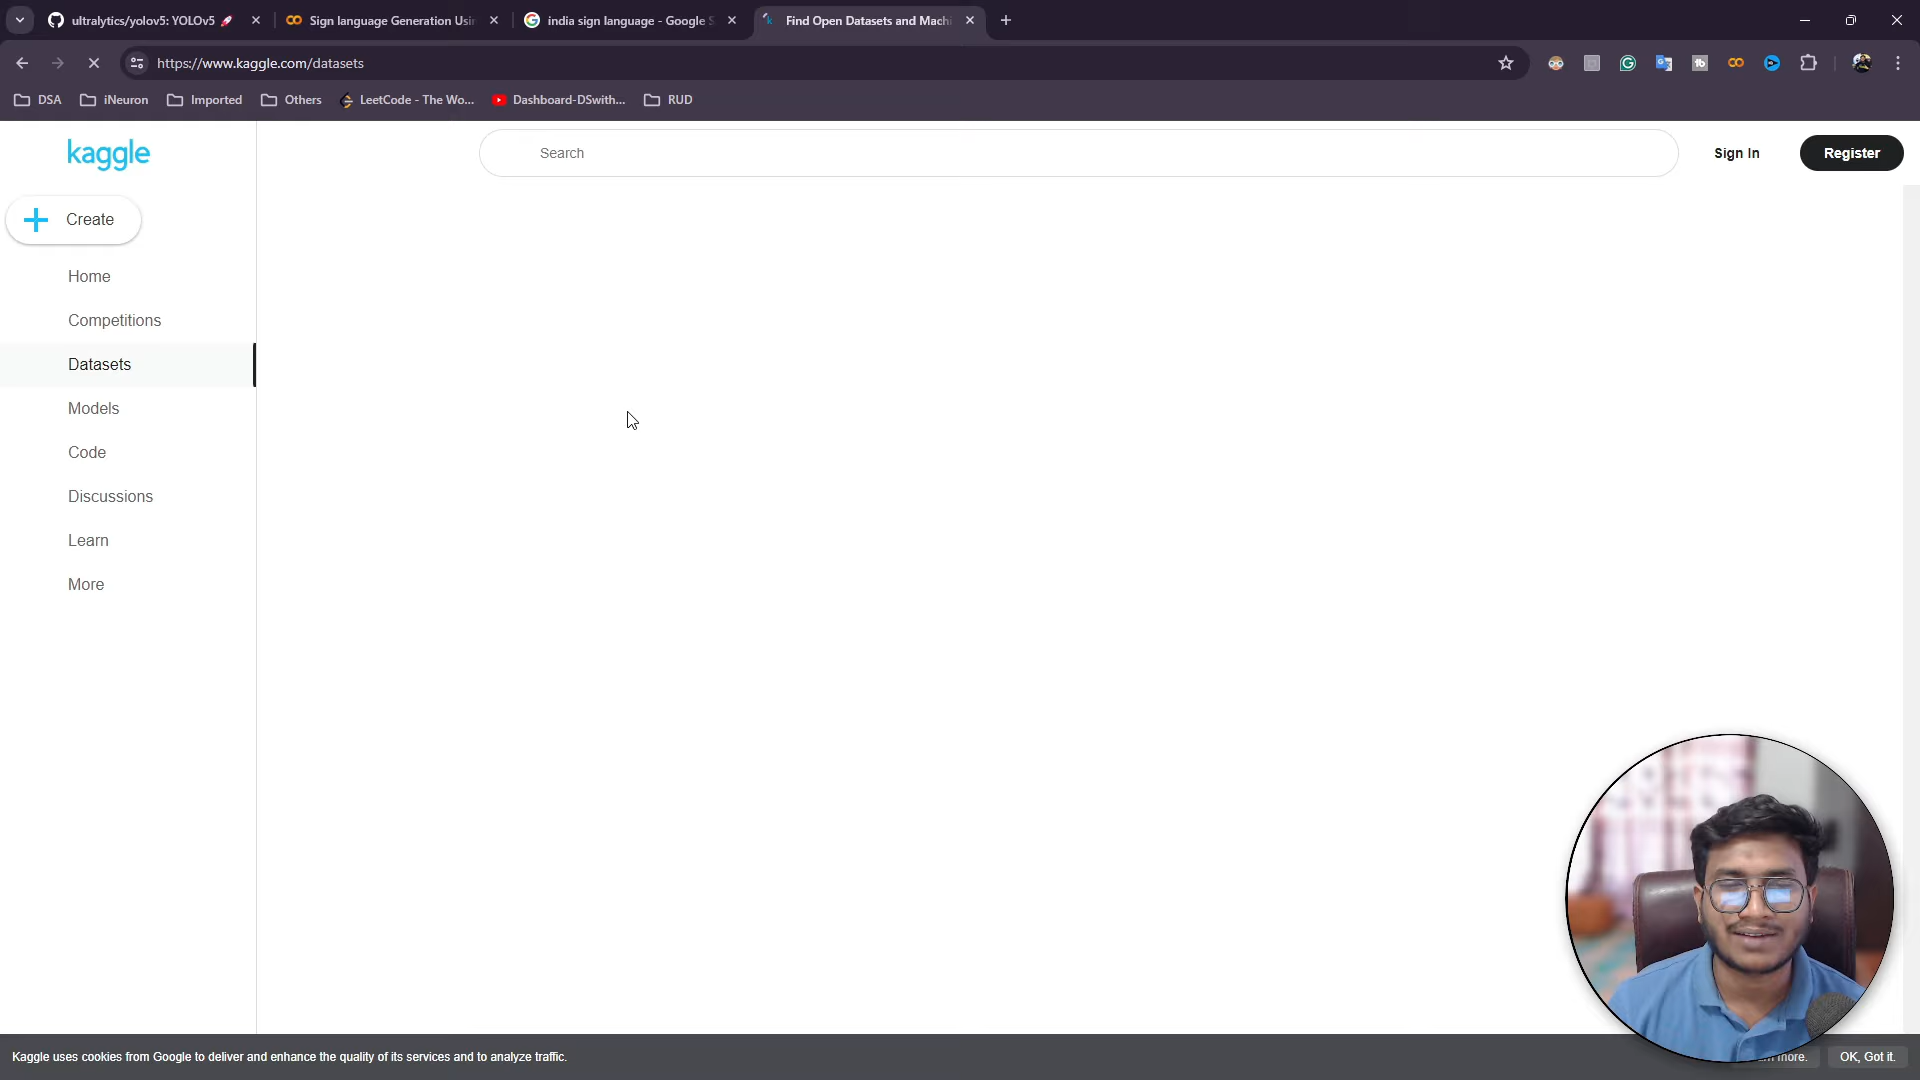 ultralytics/yolov5: YOLOv5 🚀
Sign language Generation Usi
india sign language - Google S
Find Open Datasets and Machi
https://www.kaggle.com/datasets
DSA
iNeuron
Imported
Others
LeetCode - The Wo...
Dashboard-DSwith...
RUD
kaggle
Search
Sign In
Register
Create
Home
Competitions
Datasets
Models
Code
Discussions
Learn
More
Kaggle uses cookies from Google to deliver and enhance the quality of its services and to analyze traffic.
more.
OK, Got it.